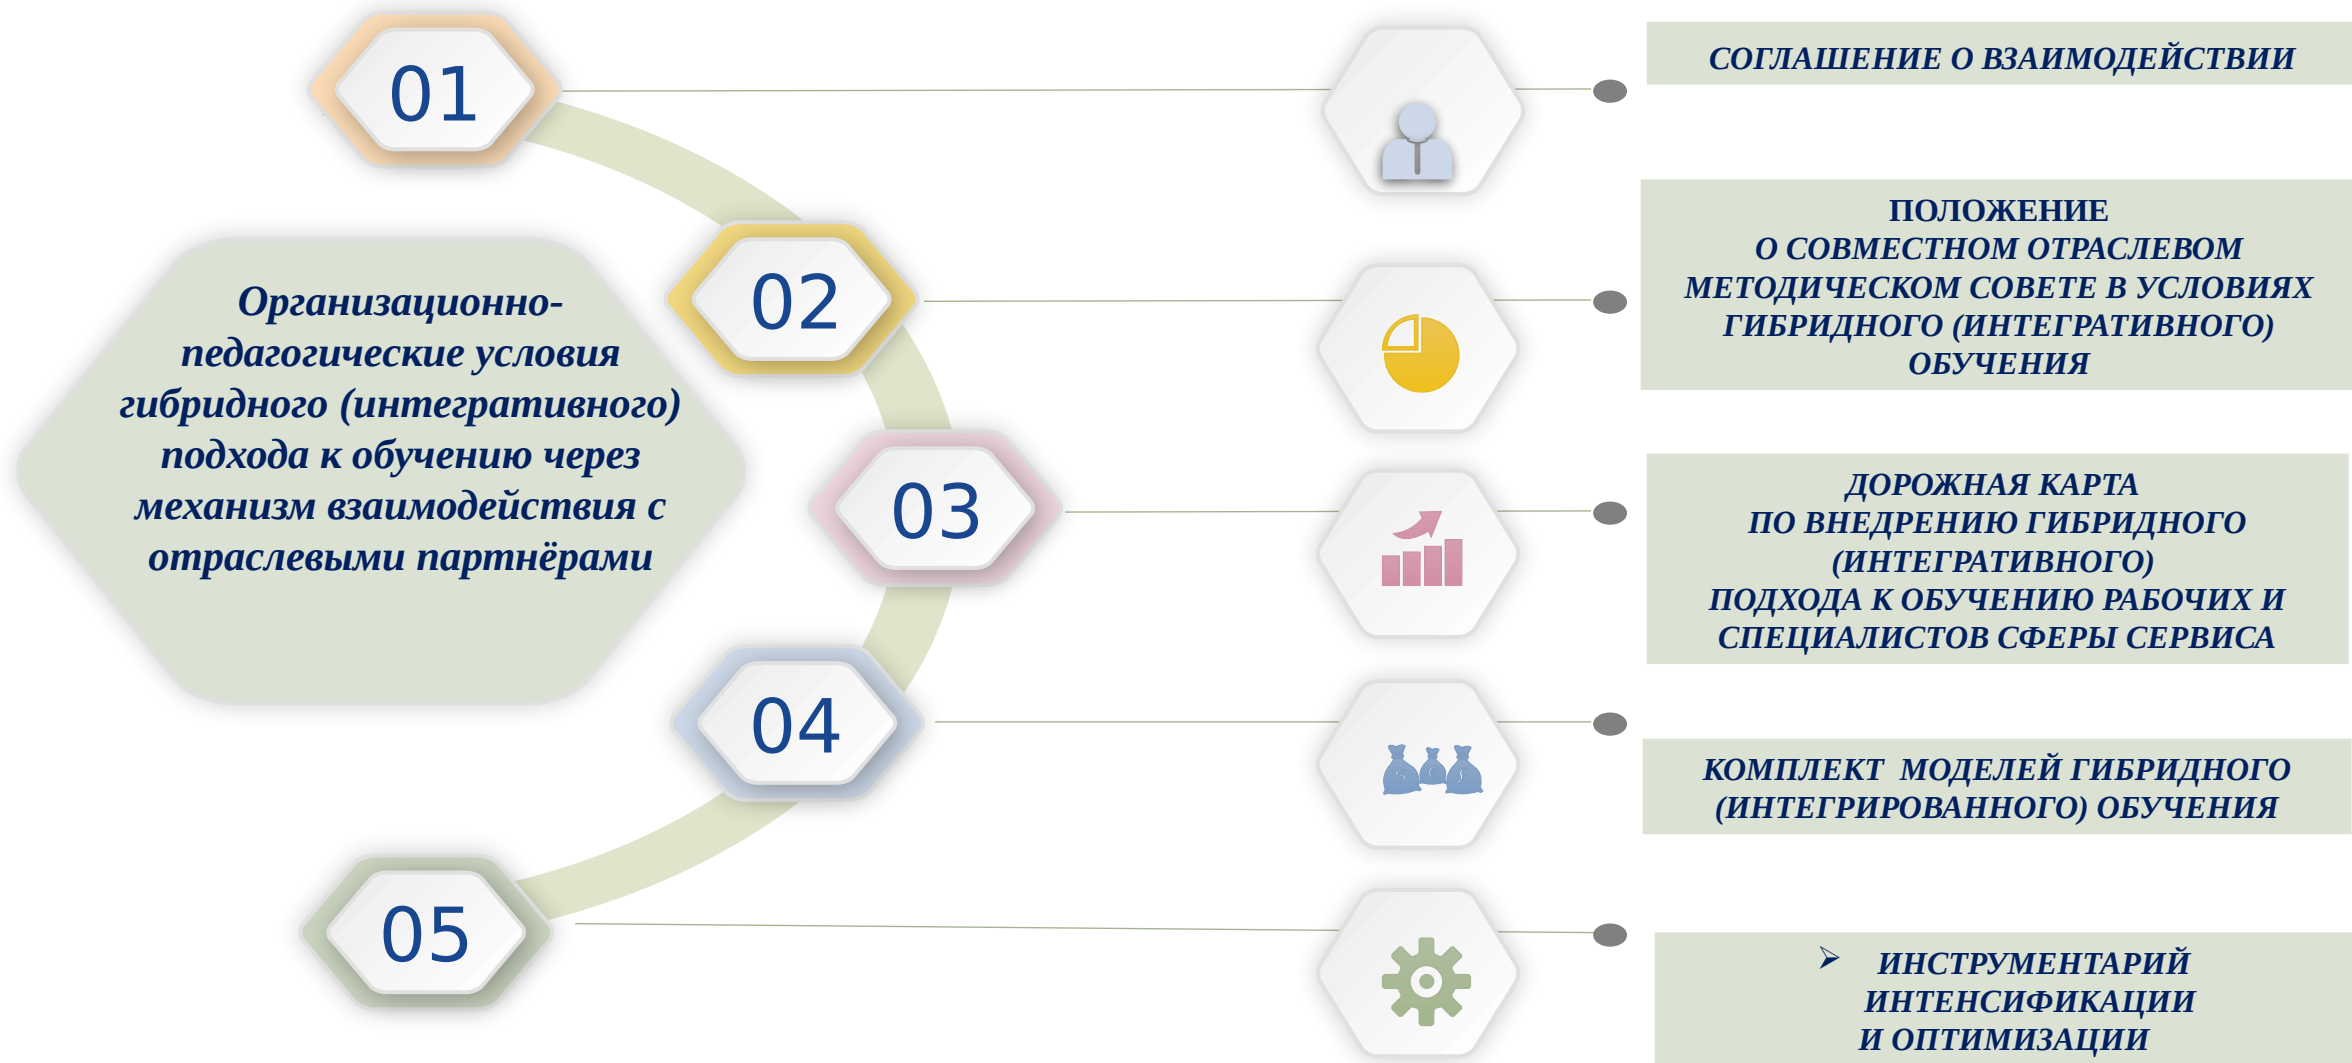 01
СОГЛАШЕНИЕ О ВЗАИМОДЕЙСТВИИ
Организационно-
педагогические условия
гибридного (интегративного)
подхода к обучению через
механизм взаимодействия с
отраслевыми партнёрами
02
ПОЛОЖЕНИЕ
О СОВМЕСТНОМ ОТРАСЛЕВОМ
МЕТОДИЧЕСКОМ СОВЕТЕ В УСЛОВИЯХ
ГИБРИДНОГО (ИНТЕГРАТИВНОГО)
ОБУЧЕНИЯ
03
ДОРОЖНАЯ КАРТА
ПО ВНЕДРЕНИЮ ГИБРИДНОГО
(ИНТЕГРАТИВНОГО)
ПОДХОДА К ОБУЧЕНИЮ РАБОЧИХ И
СПЕЦИАЛИСТОВ СФЕРЫ СЕРВИСА
04
КОМПЛЕКТ МОДЕЛЕЙ ГИБРИДНОГО
(ИНТЕГРИРОВАННОГО) ОБУЧЕНИЯ
05
ИНСТРУМЕНТАРИЙ
ИНТЕНСИФИКАЦИИ
И ОПТИМИЗАЦИИ